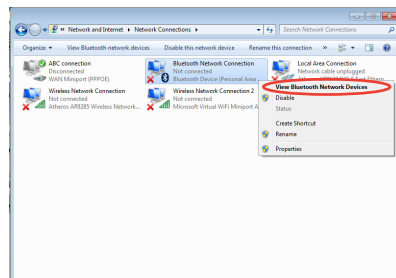 « Network and Internet ▸ Network Connections ▸
Search Network Connections
Organize ▾ View Bluetooth network devices Disable this network device Rename this connection »
ABC connection
Disconnected
WAN Miniport (PPPOE)
Bluetooth Network Connection
Not connected
Bluetooth Device (Personal Area ...
Local Area Connection
Network cable unplugged
Wireless Network Connection
Not connected
Atheros AR9285 Wireless Network...
Wireless Network Connection 2
Not connected
Microsoft Virtual WiFi Miniport A
View Bluetooth Network Devices
Disable
Status
Create Shortcut
Rename
Properties